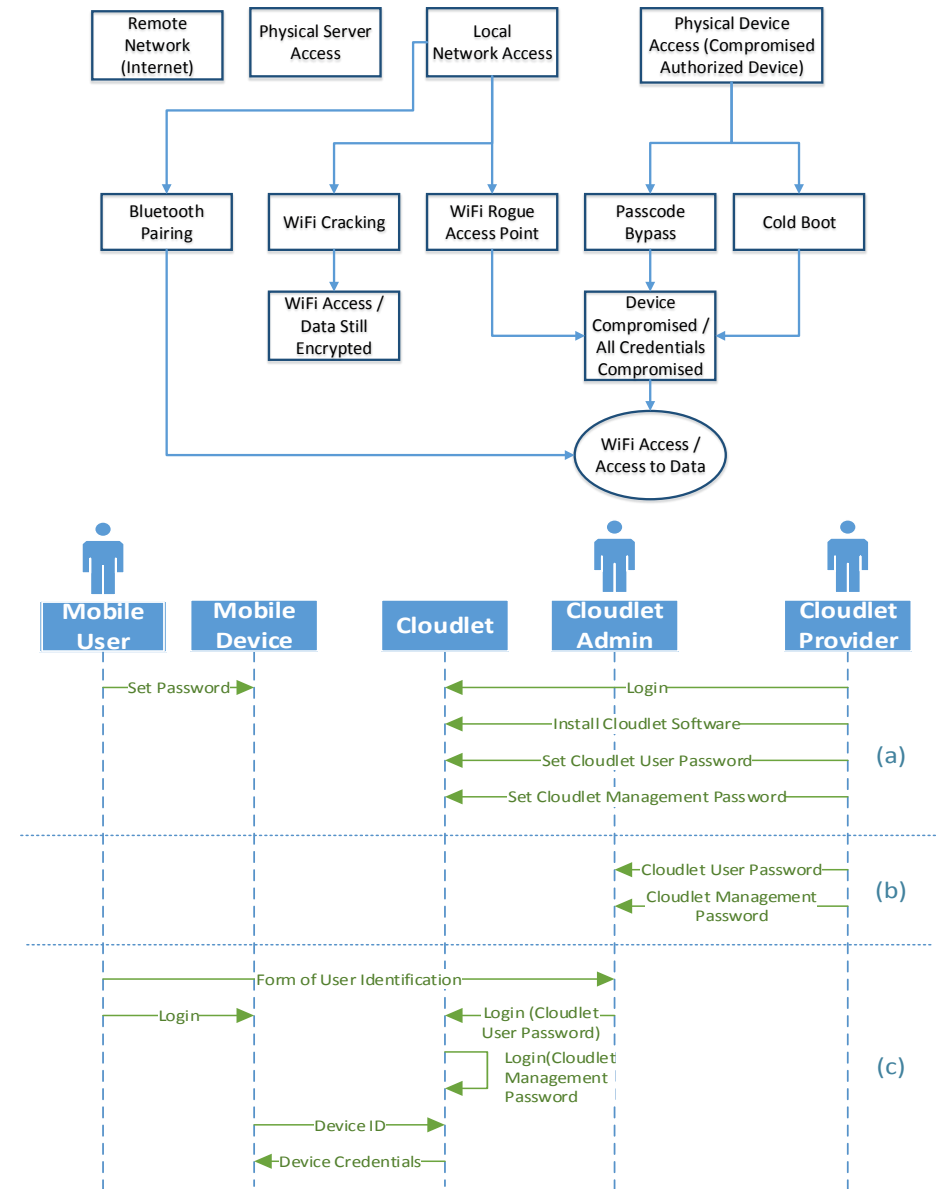 Remote
Network
(Internet)
Physical Server
Access
Local
Network Access
Physical Device
Access (Compromised
Authorized Device)
Bluetooth
Pairing
WiFi Cracking
WiFi Rogue
Access Point
Passcode
Bypass
Cold Boot
WiFi Access /
Data Still
Encrypted
Device
Compromised /
All Credentials
Compromised
WiFi Access /
Access to Data
Mobile
User
Mobile
Device
Cloudlet
Cloudlet
Admin
Cloudlet
Provider
Set Password
Login
Install Cloudlet Software
Set Cloudlet User Password
(a)
Set Cloudlet Management Password
Cloudlet User Password
Cloudlet Management
Password
(b)
Form of User Identification
Login
Login (Cloudlet
User Password)
Login(Cloudlet
Management
Password
(c)
Device ID
Device Credentials